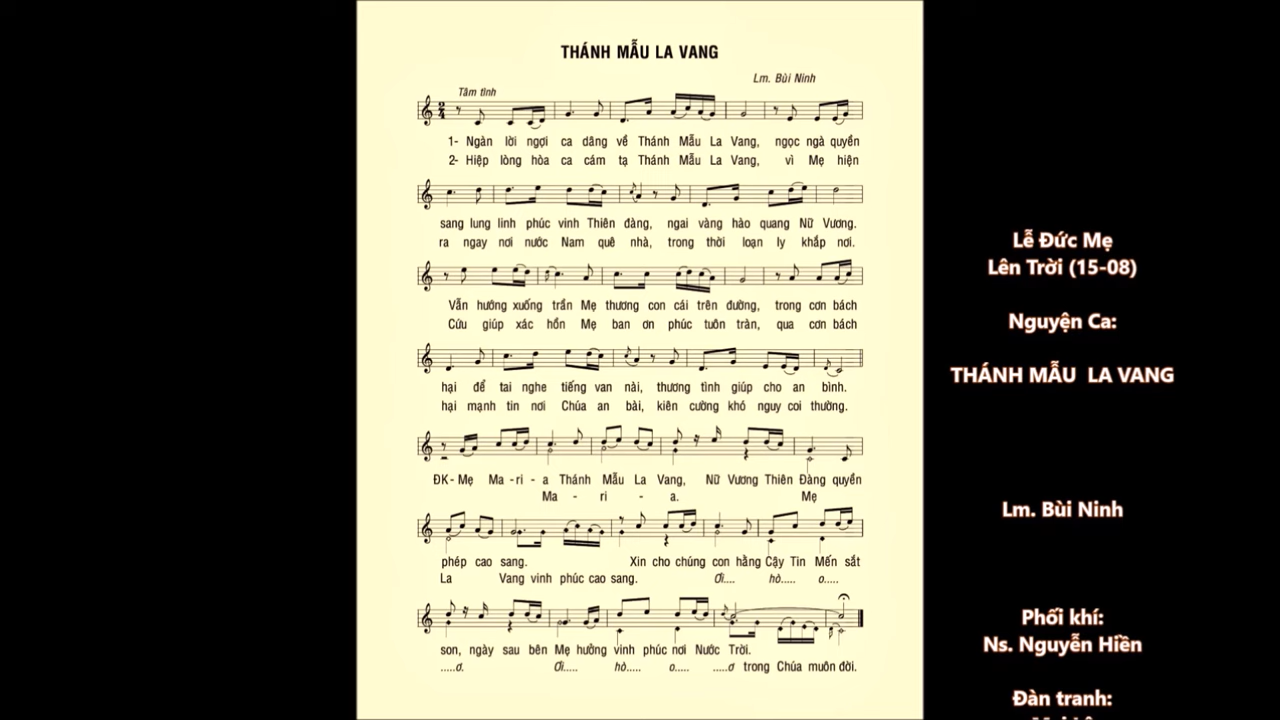 THÁNH MẪU LA VANG
Lm. Bùi Ninh
Tâm tình
2
4
1- Ngàn lời ngợi ca dâng về Thánh Mẫu La Vang, ngọc ngà quyền
2- Hiệp lòng hòa ca cám tạ Thánh Mẫu La Vang, vì Mẹ hiện
sang lung linh phúc vinh Thiên đàng, ngai vàng hào quang Nữ Vương.
ra ngay nơi nước Nam quê nhà, trong thời loạn ly khắp nơi.
Vẫn hướng xuống trần Mẹ thương con cái trên đường, trong cơn bách
Cứu giúp xác hồn Mẹ ban ơn phúc tuôn tràn, qua cơn bách
hại để tai nghe tiếng van nài, thương tình giúp cho an bình.
hại mạnh tin nơi Chúa an bài, kiên cường khó nguy coi thường.
ĐK- Mẹ Ma - ri - a Thánh Mẫu La Vang, Nữ Vương Thiên Đàng quyền
Ma - ri - a. Mẹ
phép cao sang. Xin cho chúng con hằng Cậy Tin Mến sắt
La Vang vinh phúc cao sang. Ơi.... hò..... o.....
son, ngày sau bên Mẹ hưởng vinh phúc nơi Nước Trời.
.....ơ. Ơi..... hò..... o..... .....ơ trong Chúa muôn đời.
Lễ Đức Mẹ
Lên Trời (15-08)
Nguyện Ca:
THÁNH MẪU LA VANG
Lm. Bùi Ninh
Phối khí:
Ns. Nguyễn Hiền
Đàn tranh: